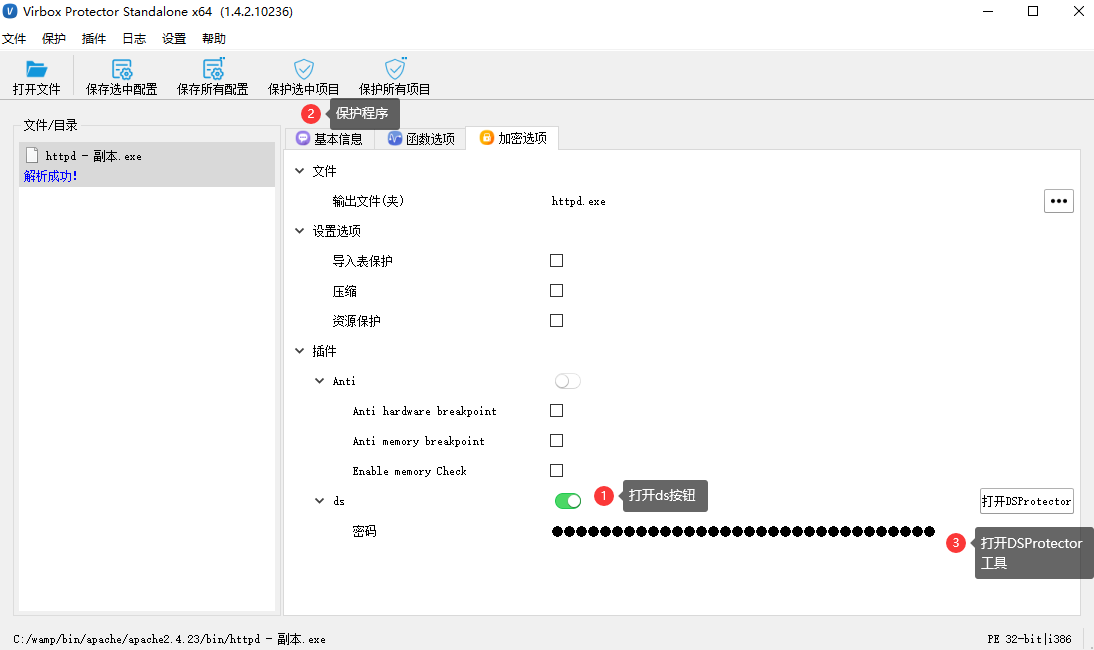 Virbox Protector Standalone x64 (1.4.2.10236)
文件 保护 插件 日志 设置 帮助
打开文件 保存选中配置 保存所有配置 保护选中项目 保护所有项目
2 保护程序
文件/目录
基本信息 函数选项 加密选项
httpd - 副本.exe
解析成功!
文件
输出文件(夹) httpd.exe
设置选项
导入表保护
压缩
资源保护
插件
Anti
Anti hardware breakpoint
Anti memory breakpoint
Enable memory Check
ds 1 打开ds按钮 打开DSProtector
密码
3 打开DSProtector
工具
C:/wamp/bin/apache/apache2.4.23/bin/httpd - 副本.exe PE 32-bit|i386